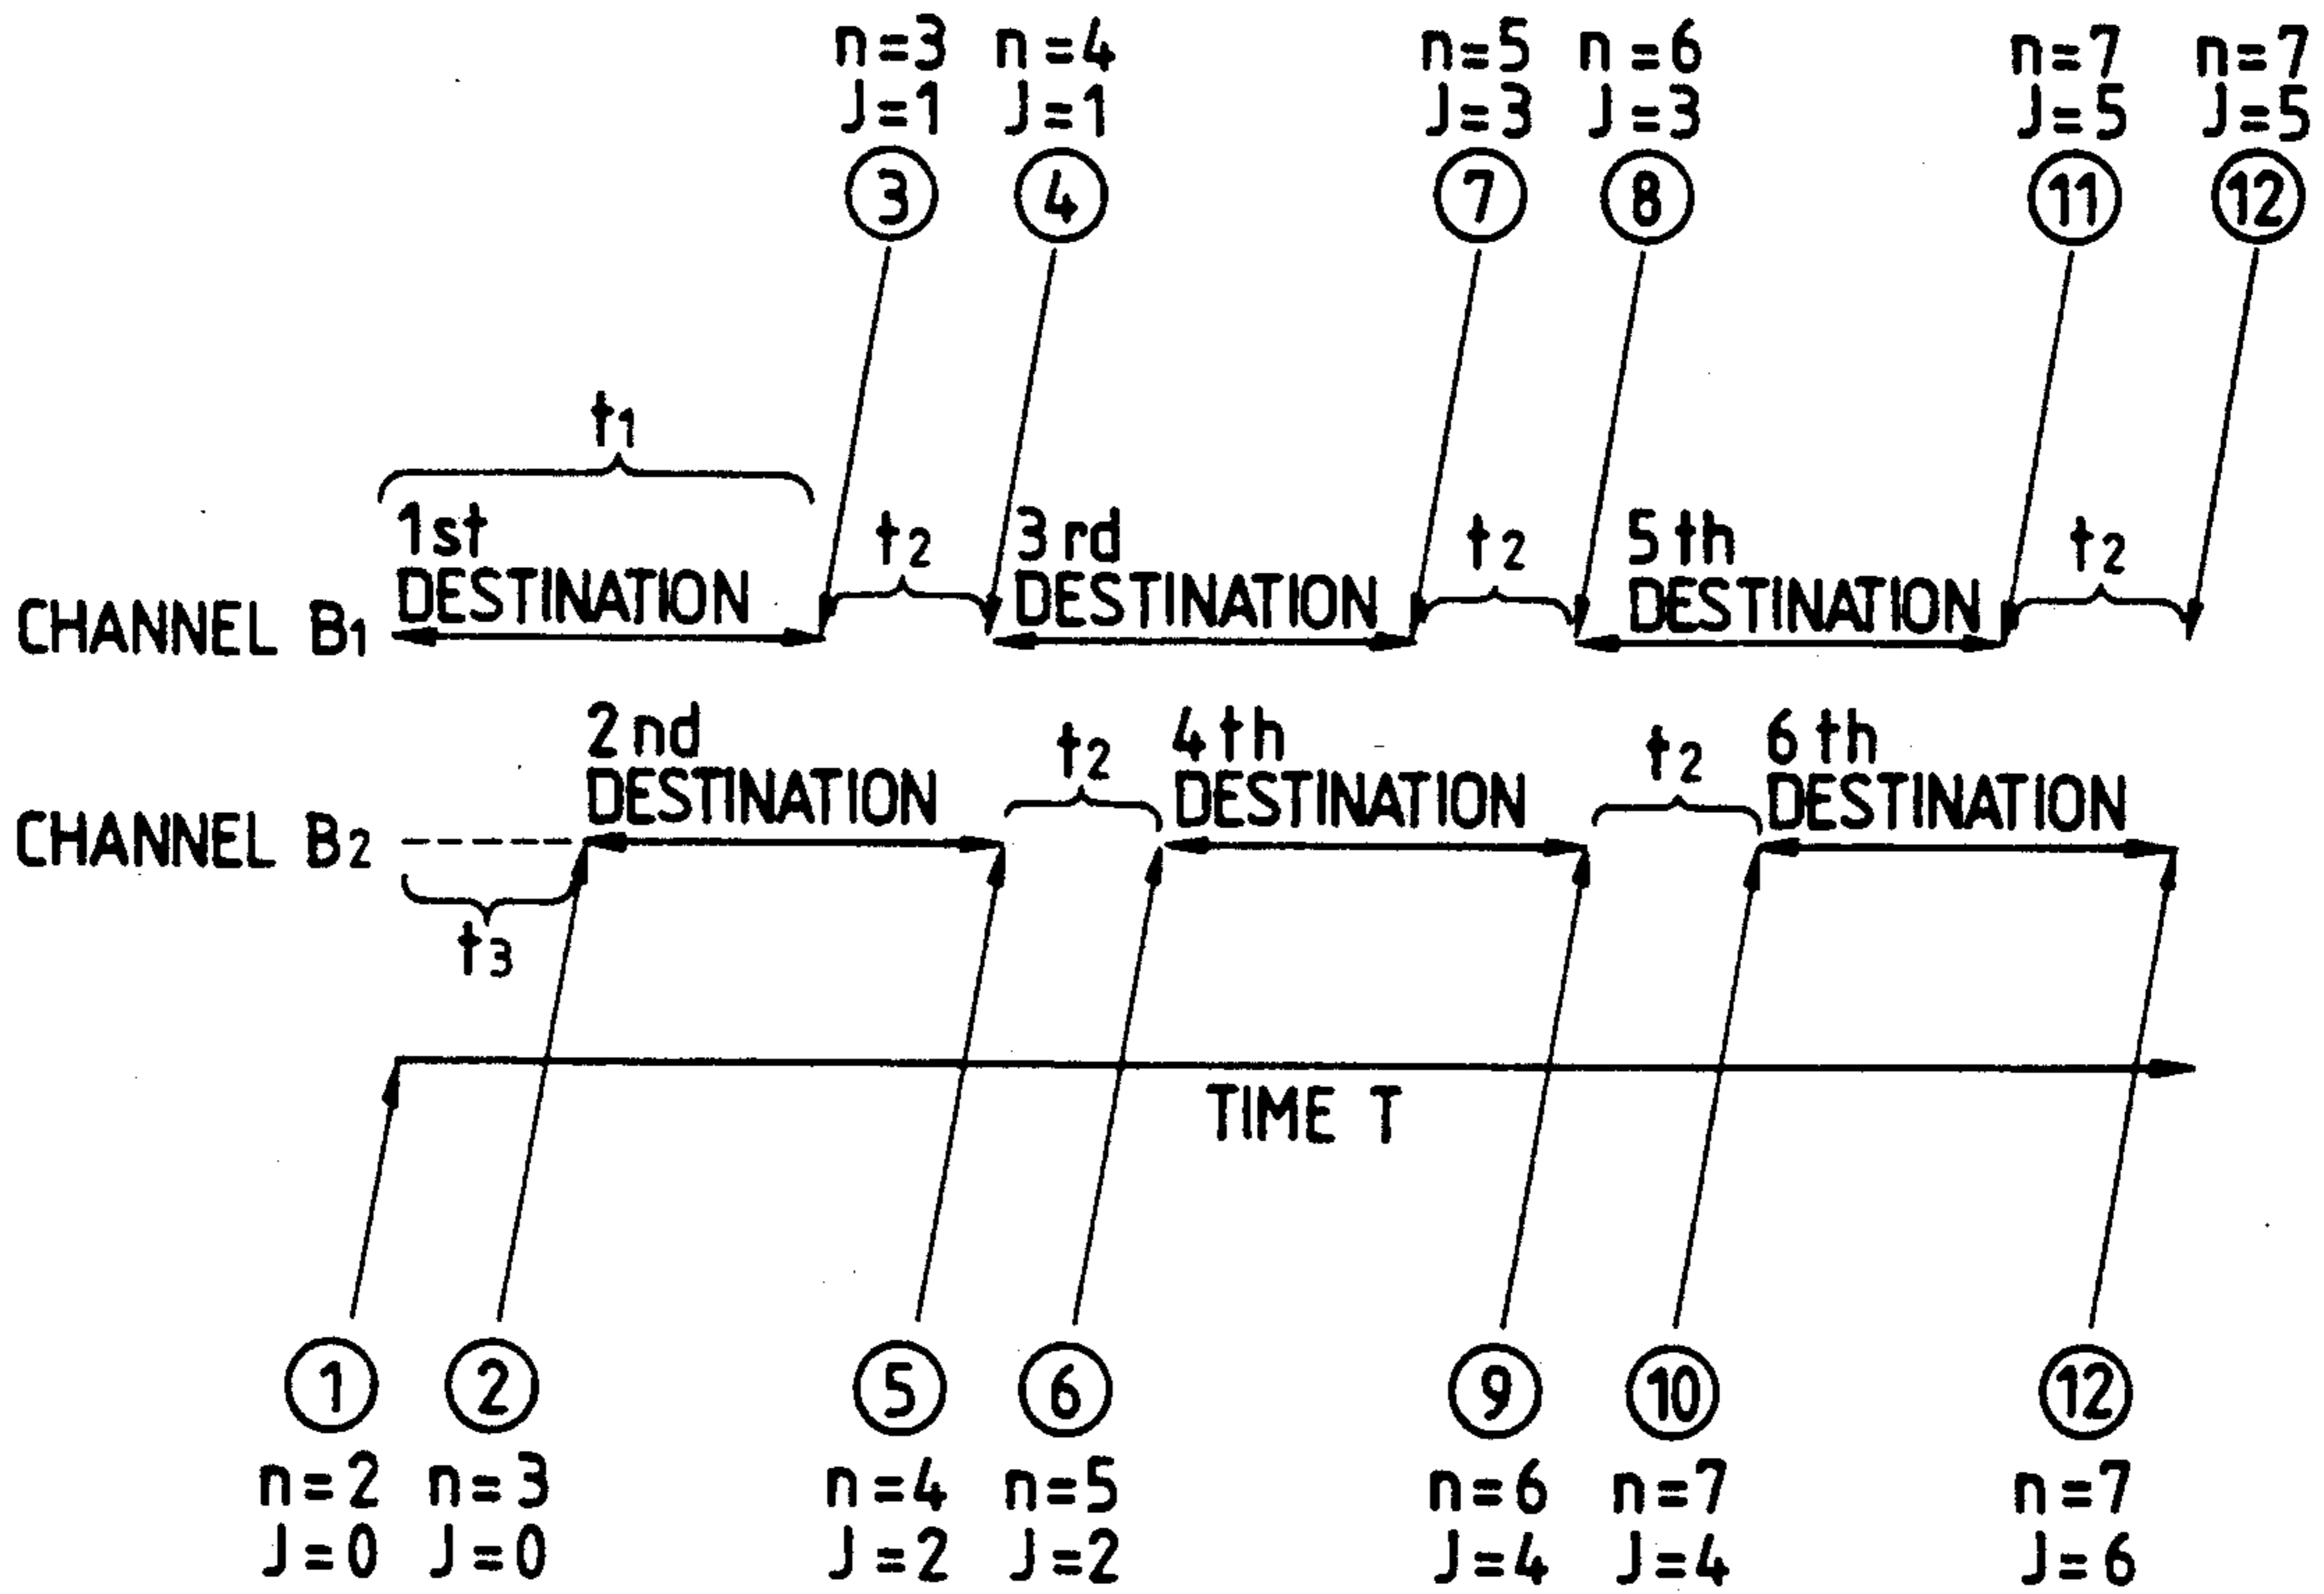 n=3 n=4 n=5 n=6 n=7 n=7
J=1 J=1 J=3 J=3 J=5 J=5
3 4 7 8 11 12
t1
1st t2 3rd t2 5th t2
DESTINATION DESTINATION DESTINATION
CHANNEL B1
2nd t2 4th t2 6th
DESTINATION DESTINATION DESTINATION
CHANNEL B2
t3
TIME T
1 2 5 6 9 10 12
n=2 n=3 n=4 n=5 n=6 n=7 n=7
J=0 J=0 J=2 J=2 J=4 J=4 J=6